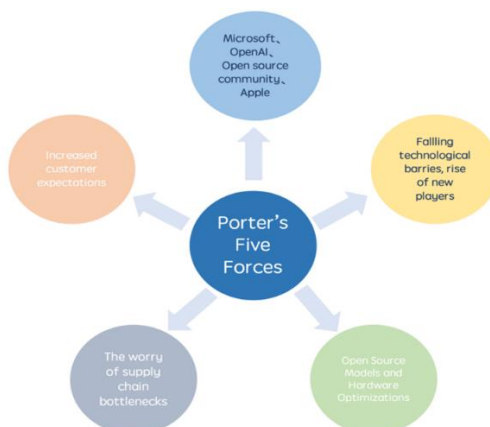 Microsoft、
OpenAI、
Open source
community、
Apple
Increased
customer
expectations
Fallling
technological
barries, rise
of new
players
Porter's
Five
Forces
The worry
of supply
chain
bottlenecks
Open Source
Models and
Hardware
Optimizations